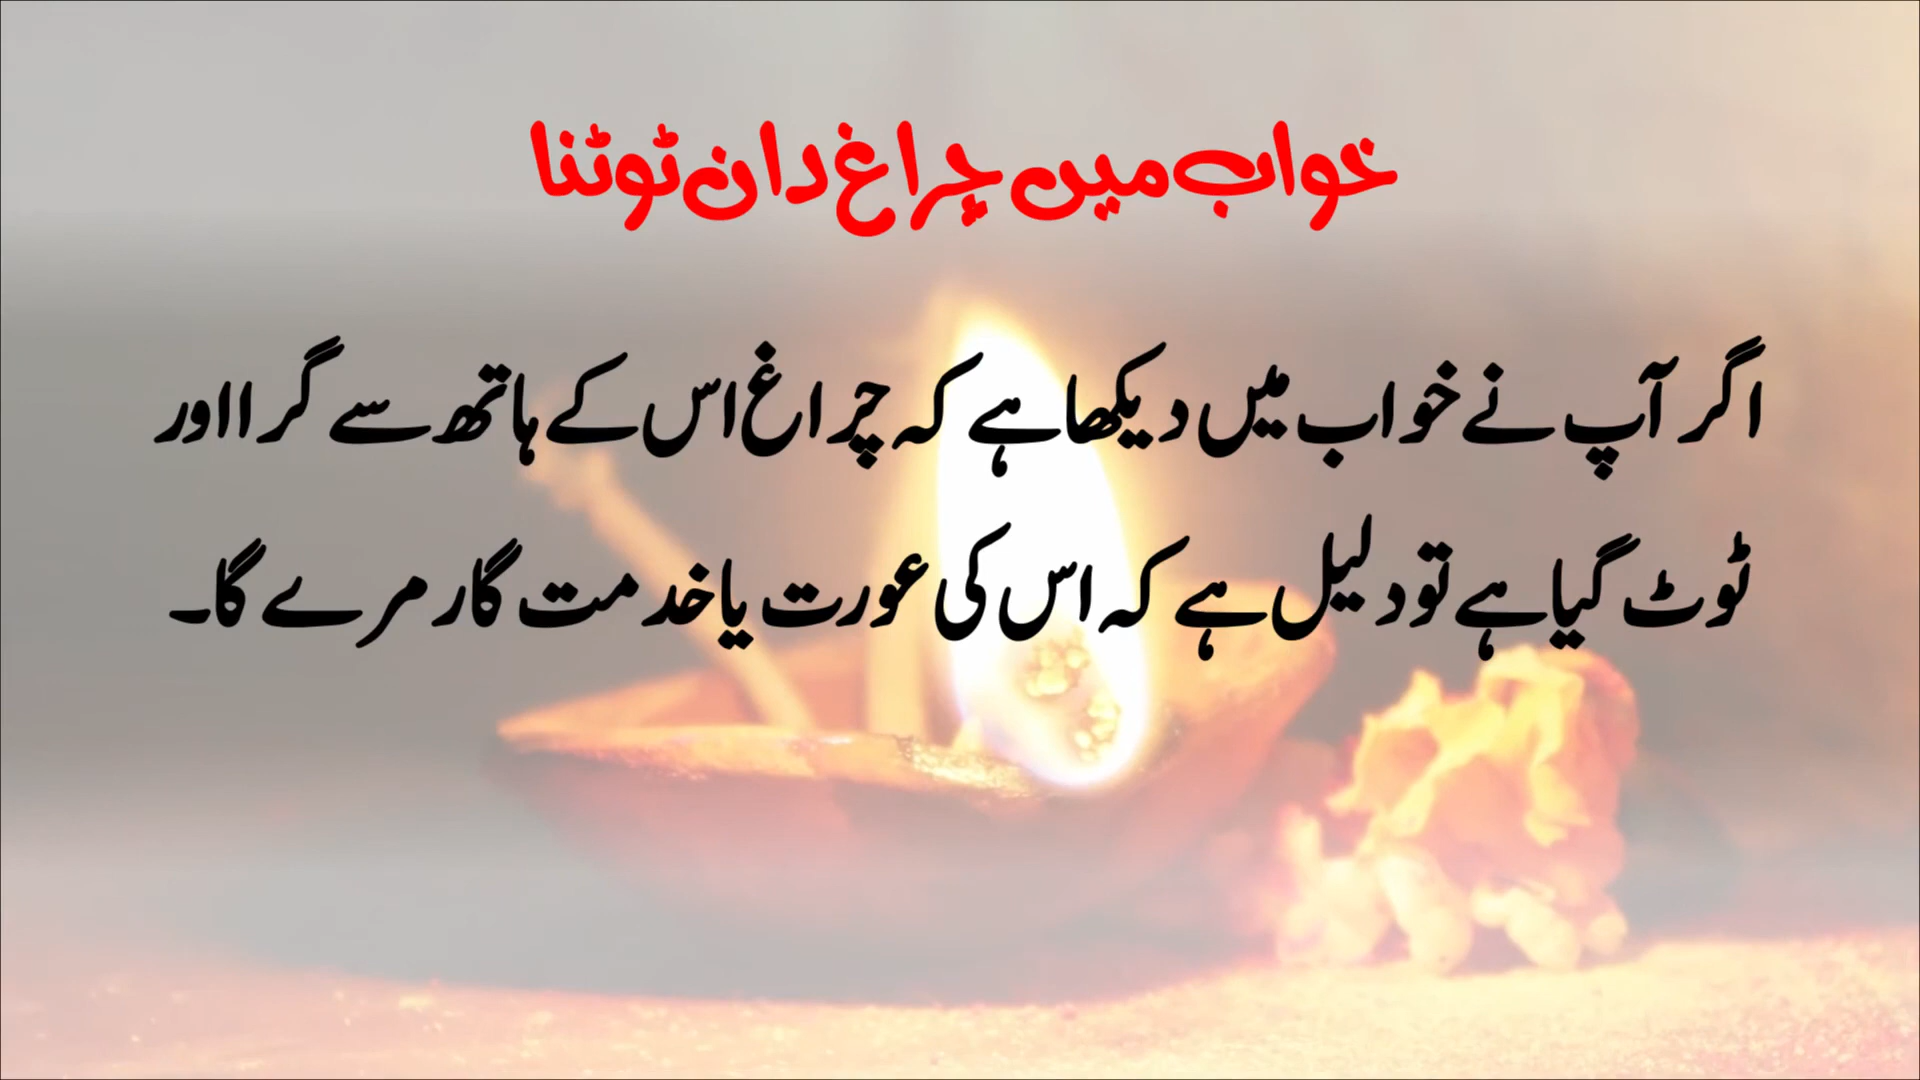 خواب میں چراغ دان ٹوٹنا
اگر آپ نے خواب میں دیکھا ہے کہ چراغ اس کے ہاتھ سے گرا اور
ٹوٹ گیا ہے تو دلیل ہے کہ اس کی عورت یا خدمت گار مرے گا۔